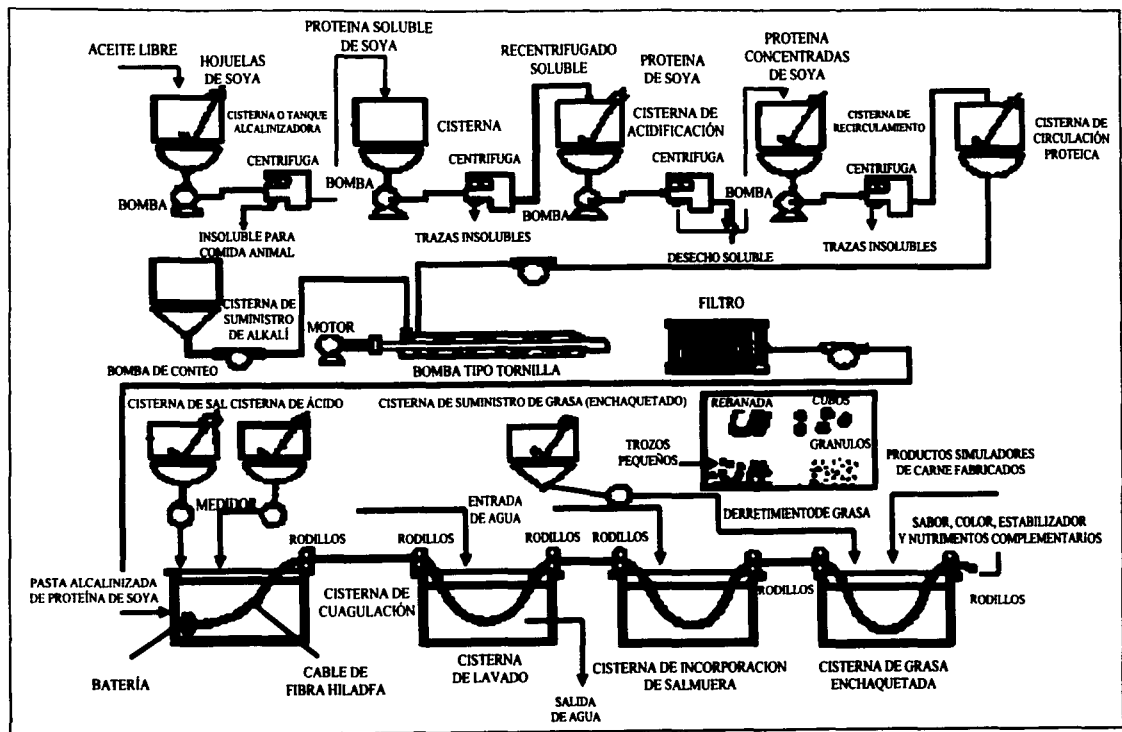 ACEITE LIBRE
HOJUELAS
DE SOYA
CISTERNA O TANQUE
ALCALINIZADORA
CENTRIFUGA
BOMBA
INSOLUBLE PARA
COMIDA ANIMAL
PROTEINA SOLUBLE
DE SOYA
CISTERNA
CENTRIFUGA
BOMBA
TRAZAS INSOLUBLES
RECENTRIFUGADO
SOLUBLE
PROTEINA
DE SOYA
CISTERNA DE
ACIDIFICACIÓN
CENTRIFUGA
BOMBA
DESECHO SOLUBLE
PROTEINA
CONCENTRADAS
DE SOYA
CISTERNA DE
RECIRCULAMIENTO
CENTRIFUGA
BOMBA
TRAZAS INSOLUBLES
CISTERNA DE
CIRCULACIÓN
PROTEICA
CISTERNA DE
SUMINISTRO
DE ALKALÍ
BOMBA DE CONTEO
MOTOR
BOMBA TIPO TORNILLA
FILTRO
CISTERNA DE SAL
CISTERNA DE ÁCIDO
MEDIDOR
CISTERNA DE SUMINISTRO DE GRASA (ENCHAQUETADO)
REBANADA
CUBOS
TROZOS
PEQUEÑOS
GRANULOS
PRODUCTOS SIMULADORES
DE CARNE FABRICADOS
ENTRADA
DE AGUA
DERRETIMIENTODE GRASA
SABOR, COLOR, ESTABILIZADOR
Y NUTRIMENTOS COMPLEMENTARIOS
RODILLOS
RODILLOS
RODILLOS
RODILLOS
RODILLOS
RODILLOS
PASTA ALCALINIZADA
DE PROTEÍNA DE SOYA
CISTERNA DE
CUAGULACIÓN
BATERÍA
CABLE DE
FIBRA HILADFA
CISTERNA
DE LAVADO
SALIDA
DE AGUA
CISTERNA DE INCORPORACION
DE SALMUERA
CISTERNA DE GRASA
ENCHAQUETADA